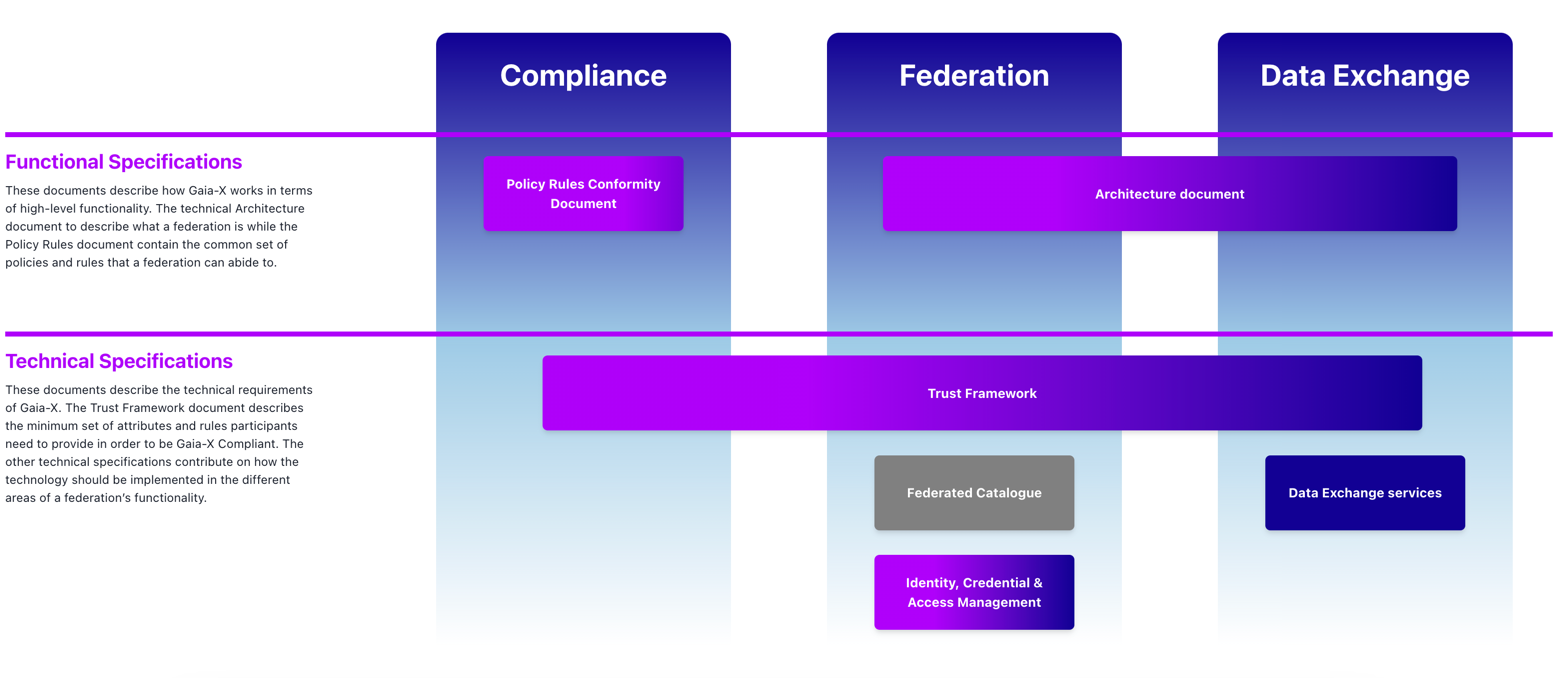 Compliance
Federation
Data Exchange
Functional Specifications
These documents describe how Gaia-X works in terms
of high-level functionality. The technical Architecture
document to describe what a federation is while the
Policy Rules document contain the common set of
policies and rules that a federation can abide to.
Policy Rules Conformity
Document
Architecture document
Technical Specifications
These documents describe the technical requirements
of Gaia-X. The Trust Framework document describes
the minimum set of attributes and rules participants
need to provide in order to be Gaia-X Compliant. The
other technical specifications contribute on how the
technology should be implemented in the different
areas of a federation's functionality.
Trust Framework
Federated Catalogue
Data Exchange services
Identity, Credential &
Access Management